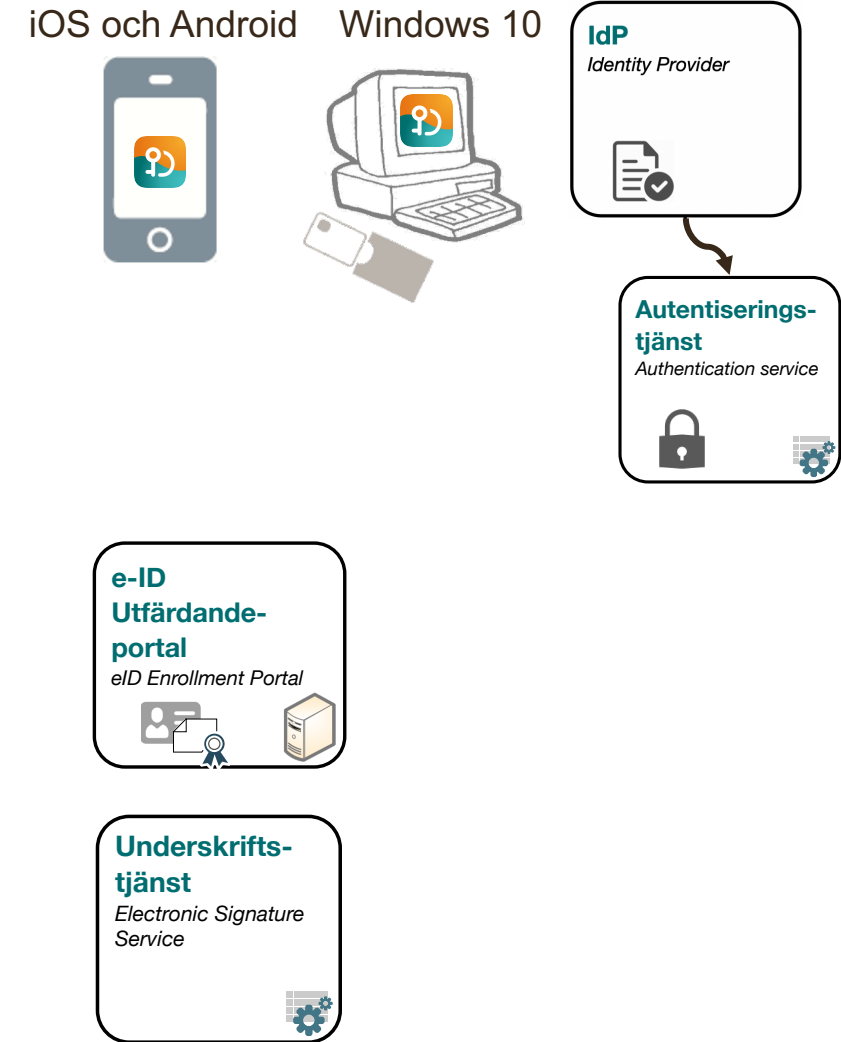 iOS och Android
Windows 10
IdP
Identity Provider
Autentiserings-
tjänst
Authentication service
e-ID
Utfärdande-
portal
eID Enrollment Portal
Underskrifts-
tjänst
Electronic Signature
Service